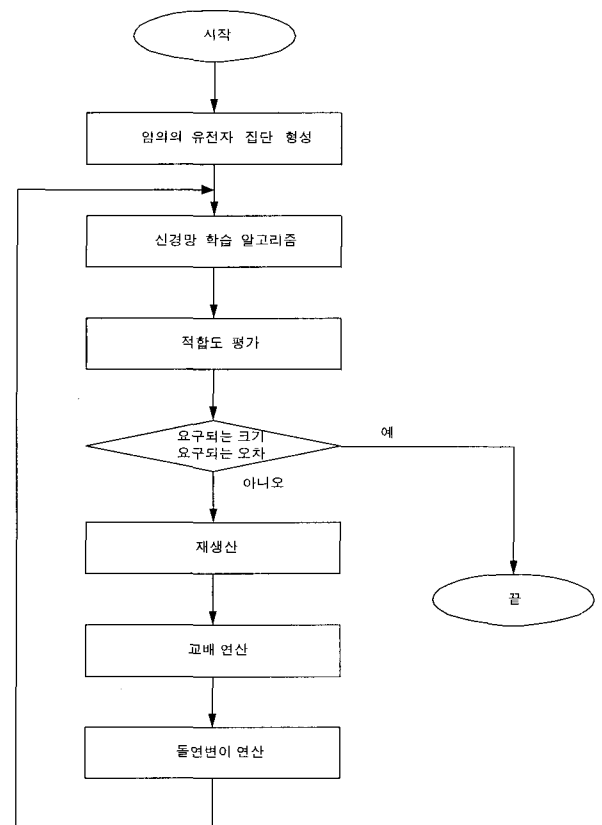 시작
임의의 유전자 집단 형성
신경망 학습 알고리즘
적합도 평가
요구되는 크기
요구되는 오차
예
아니오
재생산
끝
교배 연산
돌연변이 연산